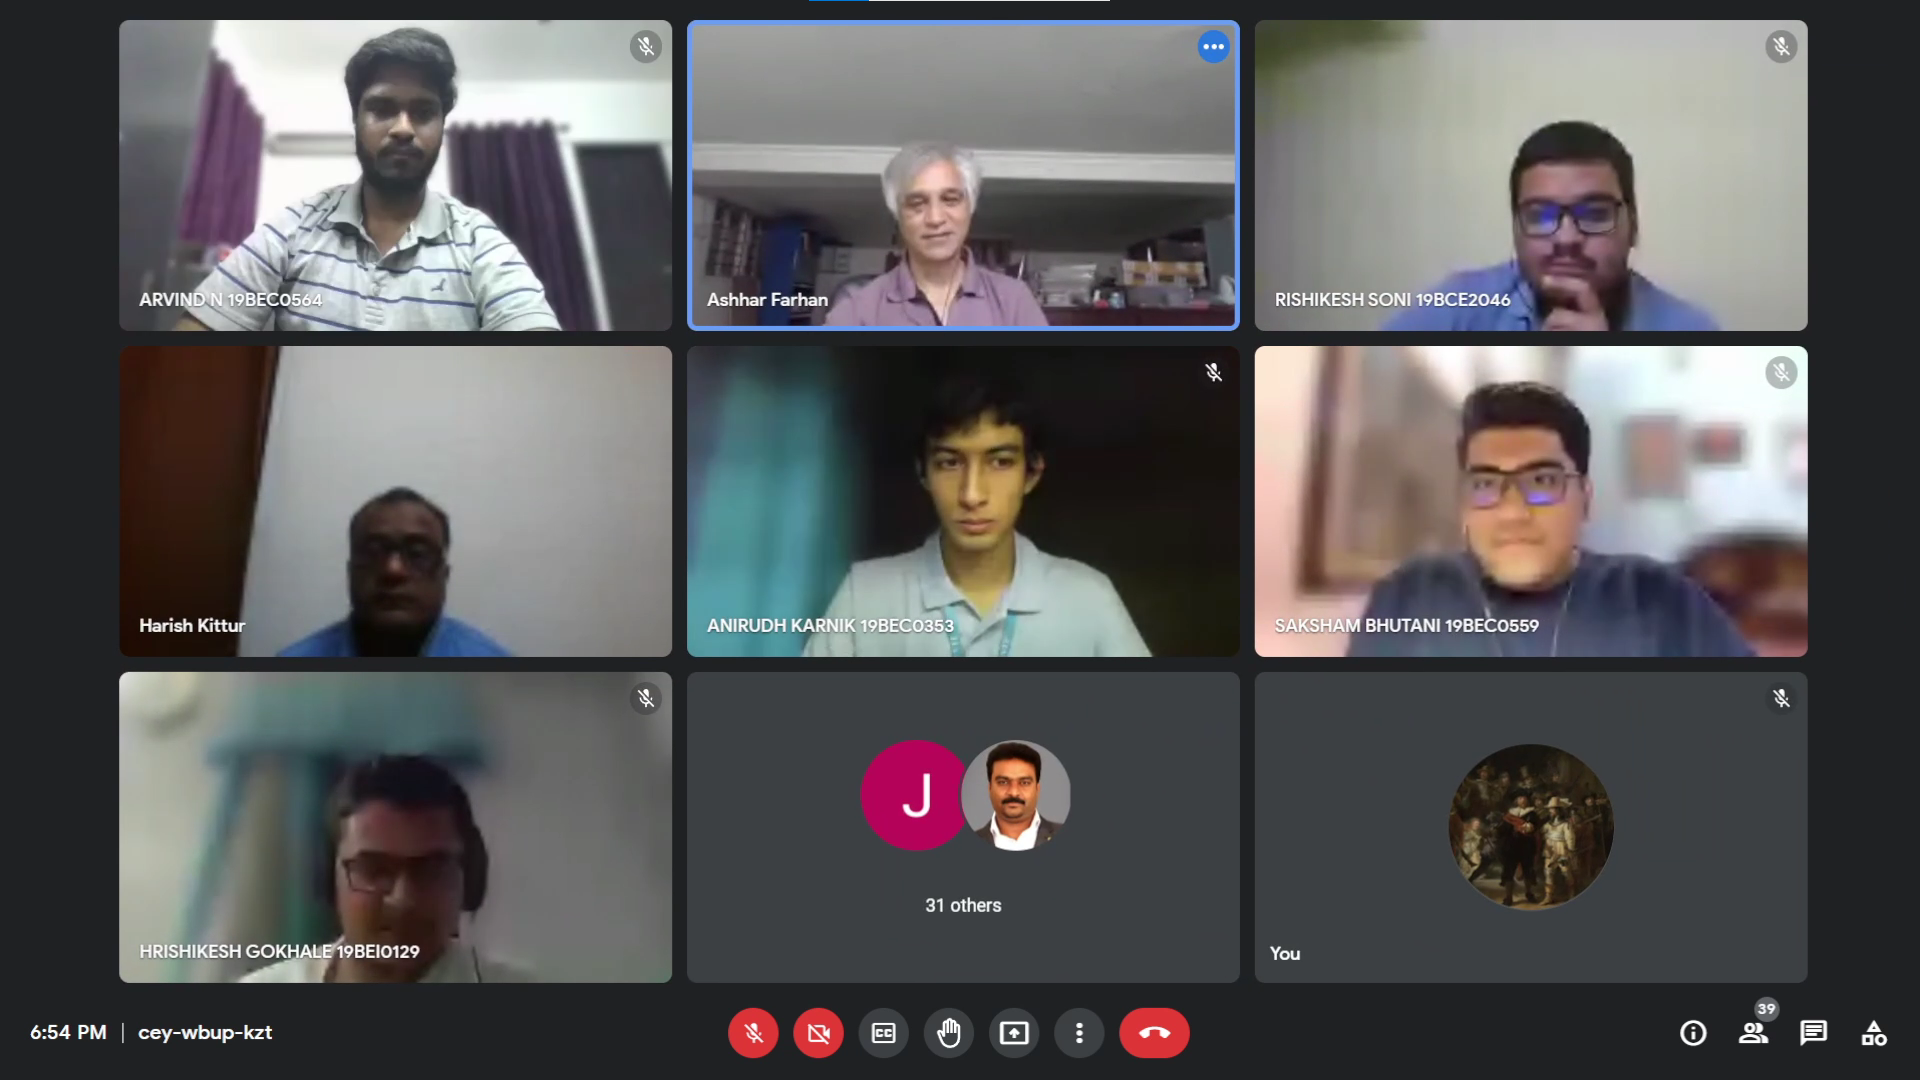 ARVIND N 19BEC0564
Ashhar Farhan
RISHIKESH SONI 19BCE2046
Harish Kittur
ANIRUDH KARNIK 19BEC0353
SAKSHAM BHUTANI 19BEC0559
HRISHIKESH GOKHALE 19BEI0129
J
31 others
You
6:54 PM | cey-wbup-kzt
CC
39